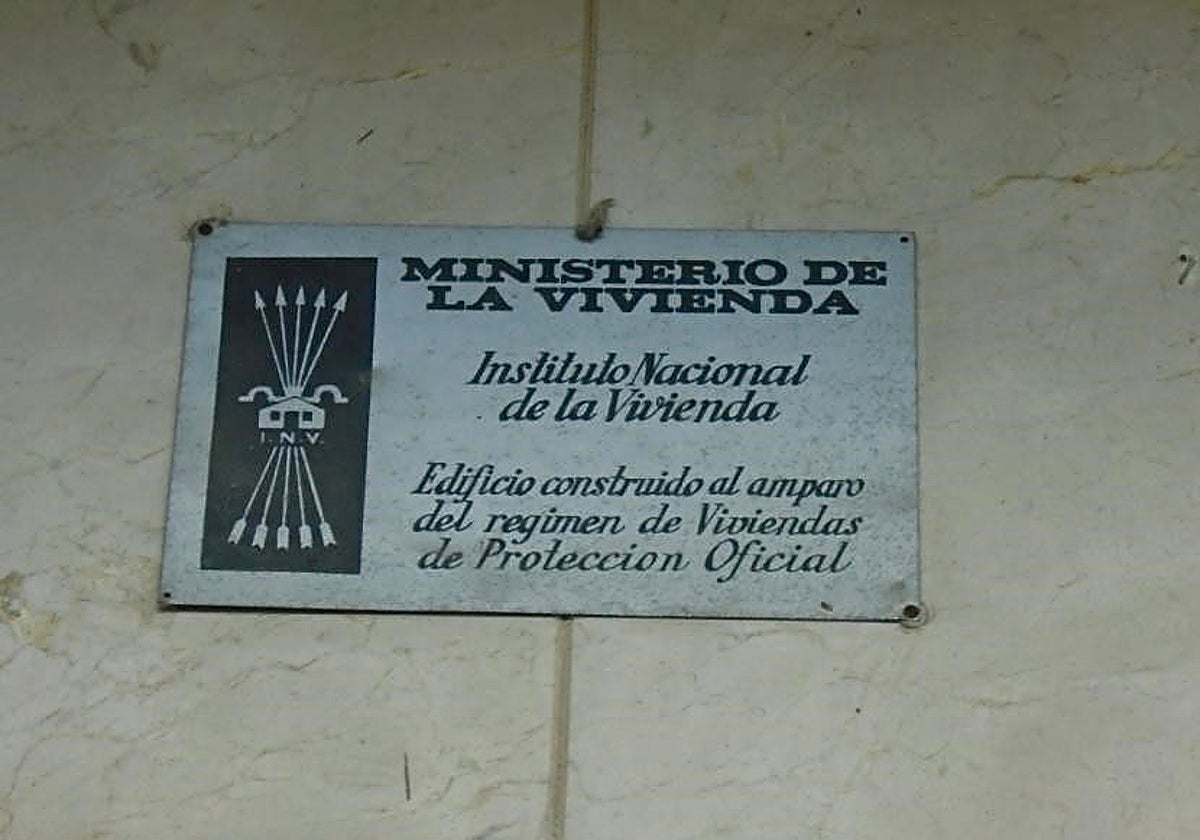 MINISTERIO DE
LA VIVIENDA
Instituto Nacional
de la Vivienda
I.N.V.
Edificio construido al amparo
del regimen de Viviendas
de Proteccion Oficial